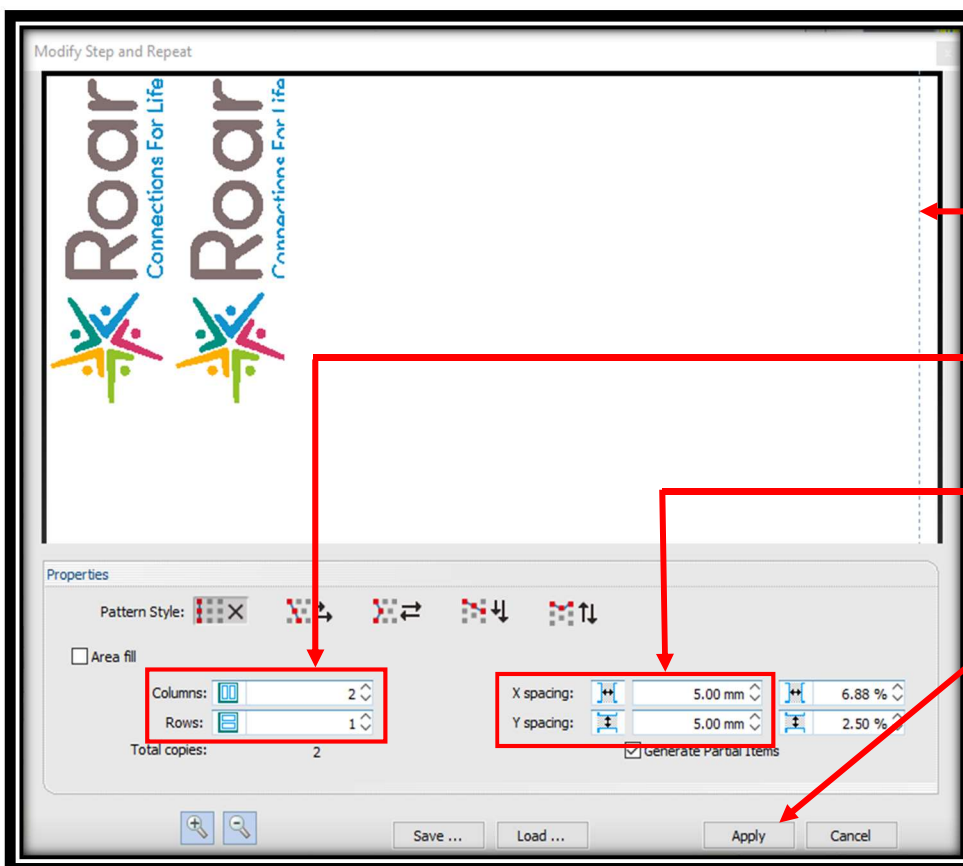 Modify Step and Repeat
Roar
Connections For Life
Roar
Connections For Life
Properties
Pattern Style:
Area fill
Columns: 2
X spacing: 5.00 mm 6.88 %
Rows: 1
Y spacing: 5.00 mm 2.50 %
Total copies: 2
Generate Partial Items
Save ... Load ... Apply Cancel